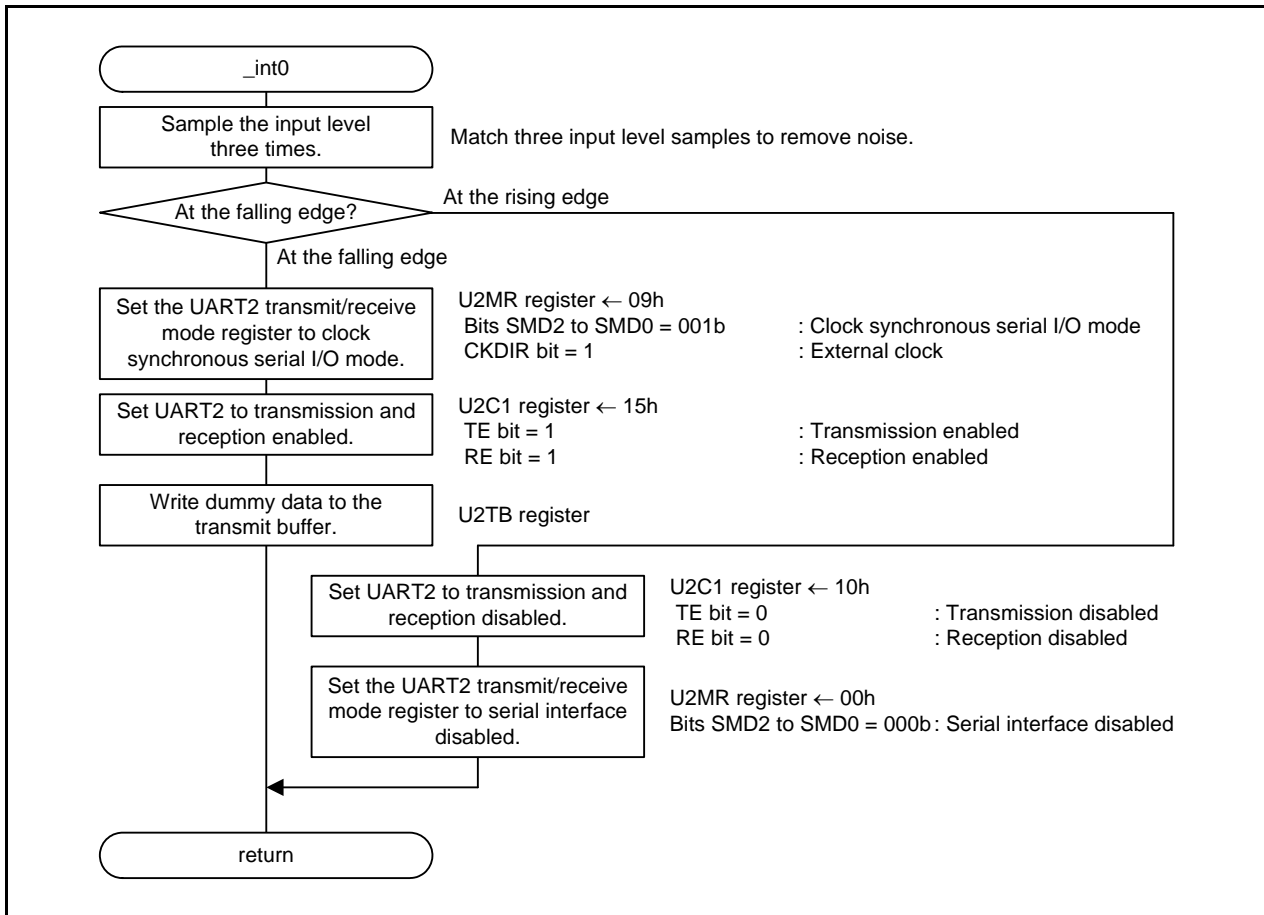 _int0
Sample the input level
three times.
Match three input level samples to remove noise.
At the falling edge?
At the rising edge
At the falling edge
Set the UART2 transmit/receive
mode register to clock
synchronous serial I/O mode.
U2MR register ← 09h
Bits SMD2 to SMD0 = 001b : Clock synchronous serial I/O mode
CKDIR bit = 1 : External clock
Set UART2 to transmission and
reception enabled.
U2C1 register ← 15h
TE bit = 1 : Transmission enabled
RE bit = 1 : Reception enabled
Write dummy data to the
transmit buffer.
U2TB register
Set UART2 to transmission and
reception disabled.
U2C1 register ← 10h
TE bit = 0 : Transmission disabled
RE bit = 0 : Reception disabled
Set the UART2 transmit/receive
mode register to serial interface
disabled.
U2MR register ← 00h
Bits SMD2 to SMD0 = 000b : Serial interface disabled
return